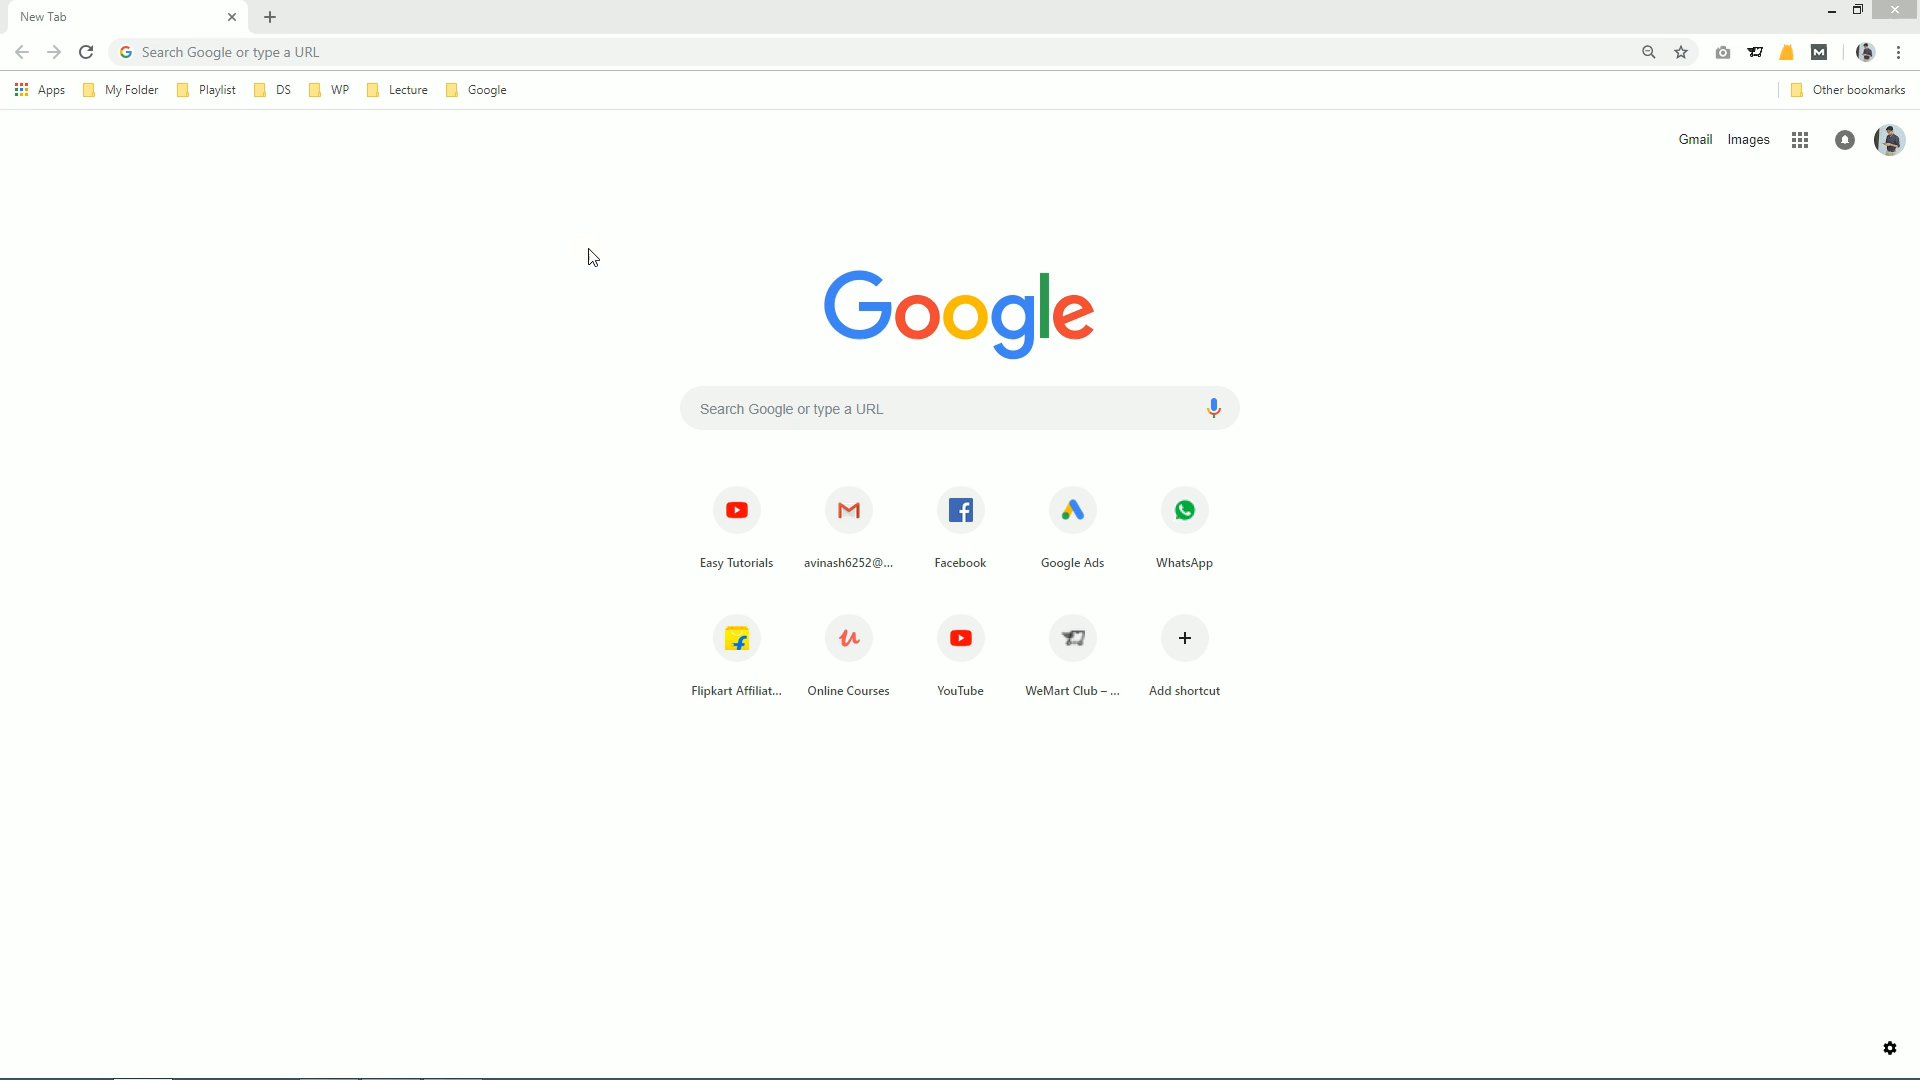 New Tab
Search Google or type a URL
Apps My Folder Playlist DS WP Lecture Google Other bookmarks
Gmail Images
Google
Search Google or type a URL
Easy Tutorials avinash6252@... Facebook Google Ads WhatsApp
Flipkart Affiliat... Online Courses YouTube WeMart Club – ... Add shortcut